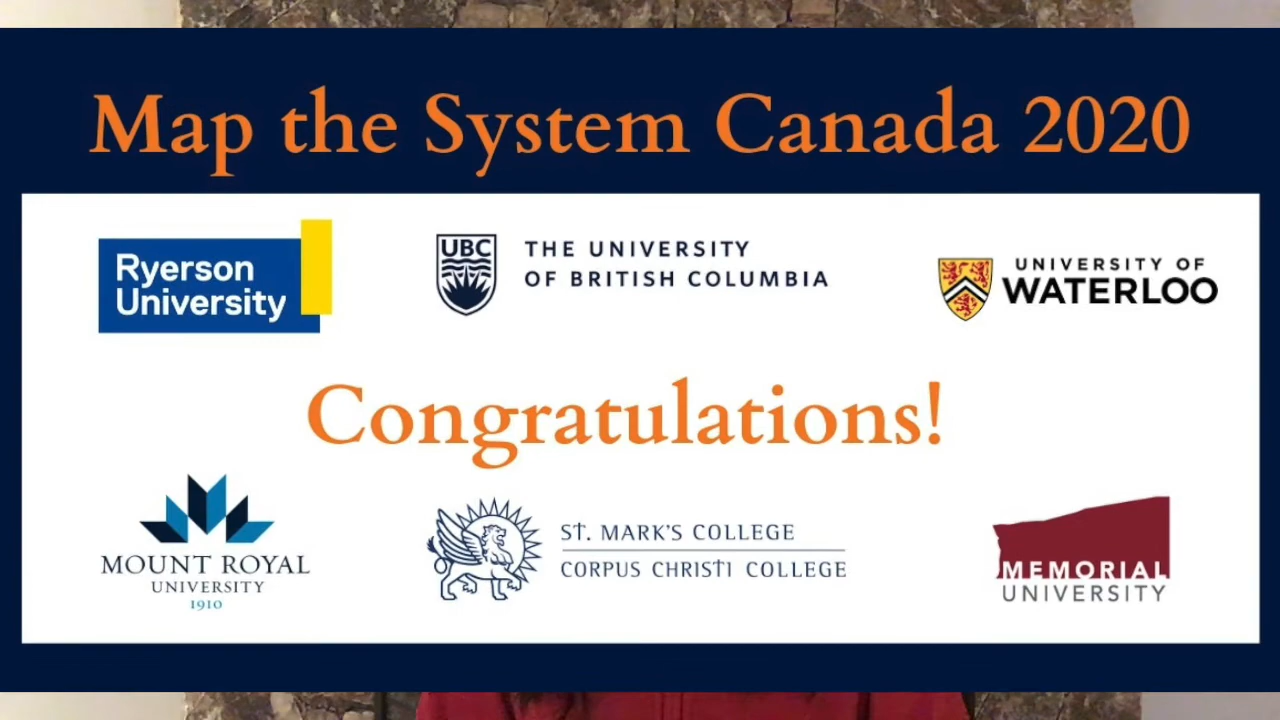 Map the System Canada 2020
Ryerson
University
UBC
THE UNIVERSITY
OF BRITISH COLUMBIA
UNIVERSITY OF
WATERLOO
Congratulations!
MOUNT ROYAL
UNIVERSITY
1910
ST. MARK'S COLLEGE
CORPUS CHRISTI COLLEGE
MEMORIAL
UNIVERSITY